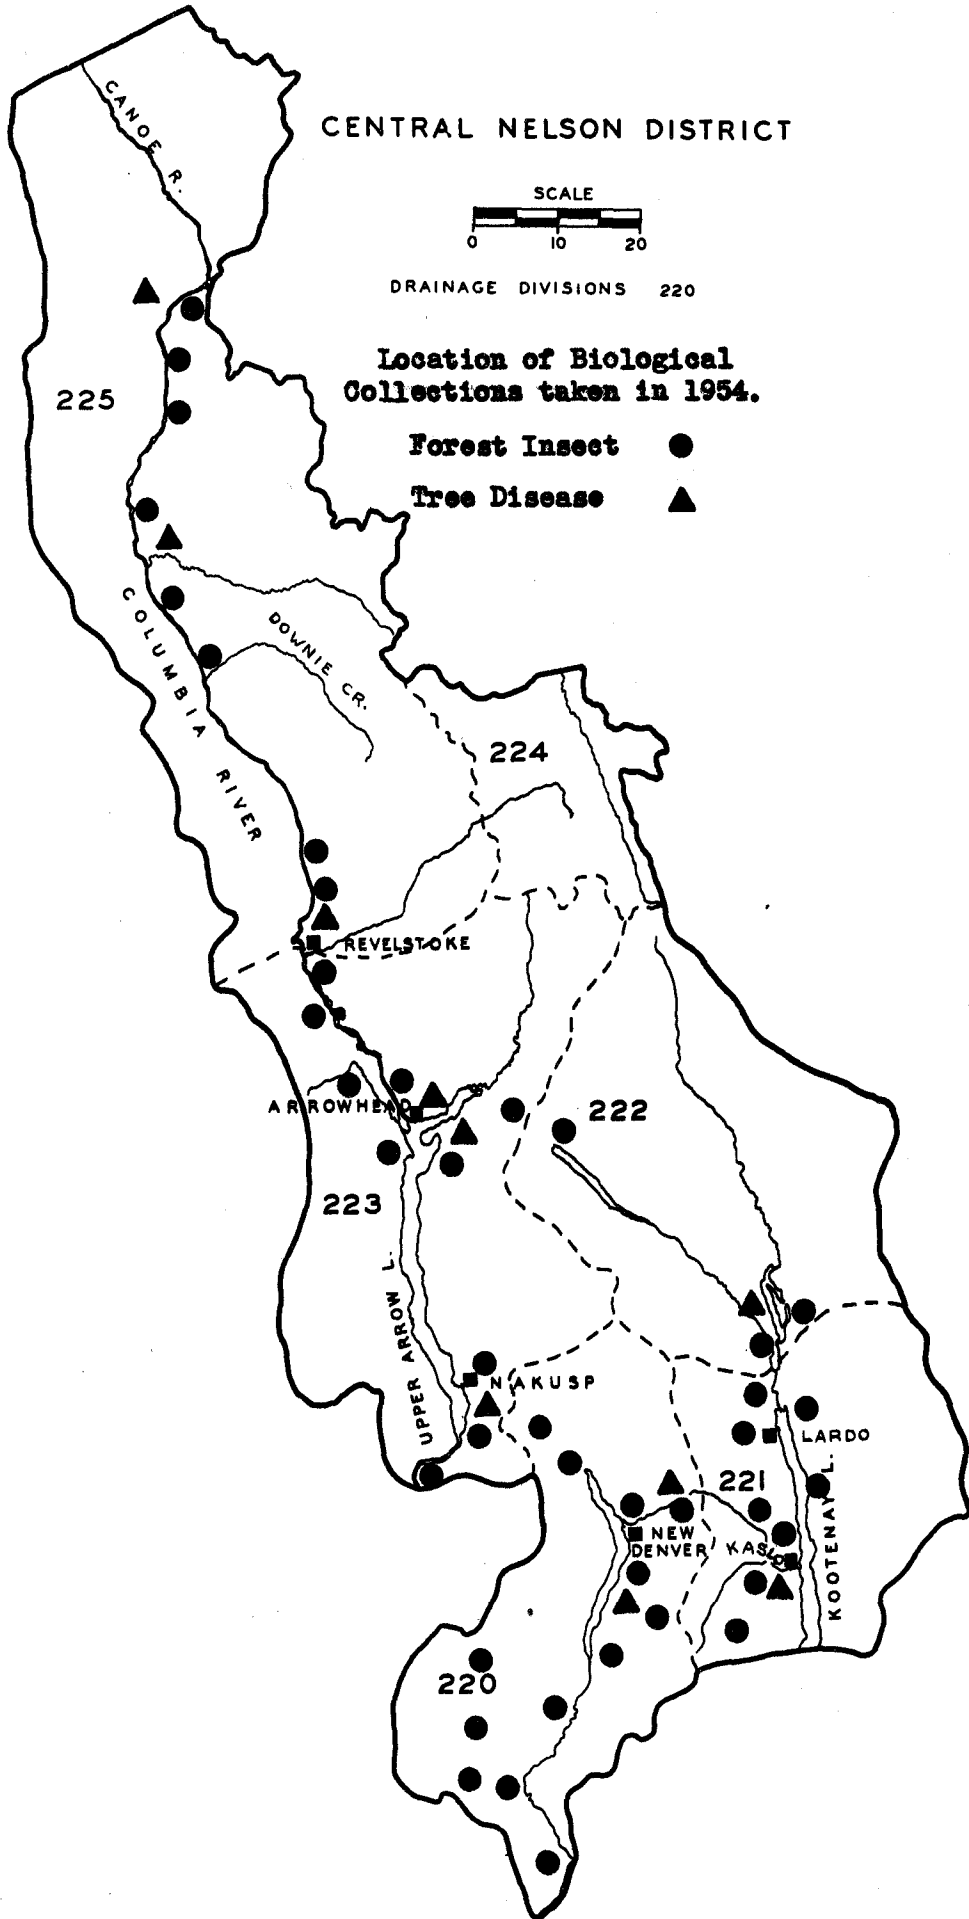 CENTRAL NELSON DISTRICT
SCALE
0 10 20
DRAINAGE DIVISIONS 220
Location of Biological
Collections taken in 1954.
Forest Insect
Tree Disease
CANOE R.
225
COLUMBIA RIVER
DOWNIE CR.
224
REVELSTOKE
ARROWHEAD
222
223
UPPER ARROW L.
NAKUSP
LARDO
221
KOOTENAY L.
NEW
DENVER
KASLO
220